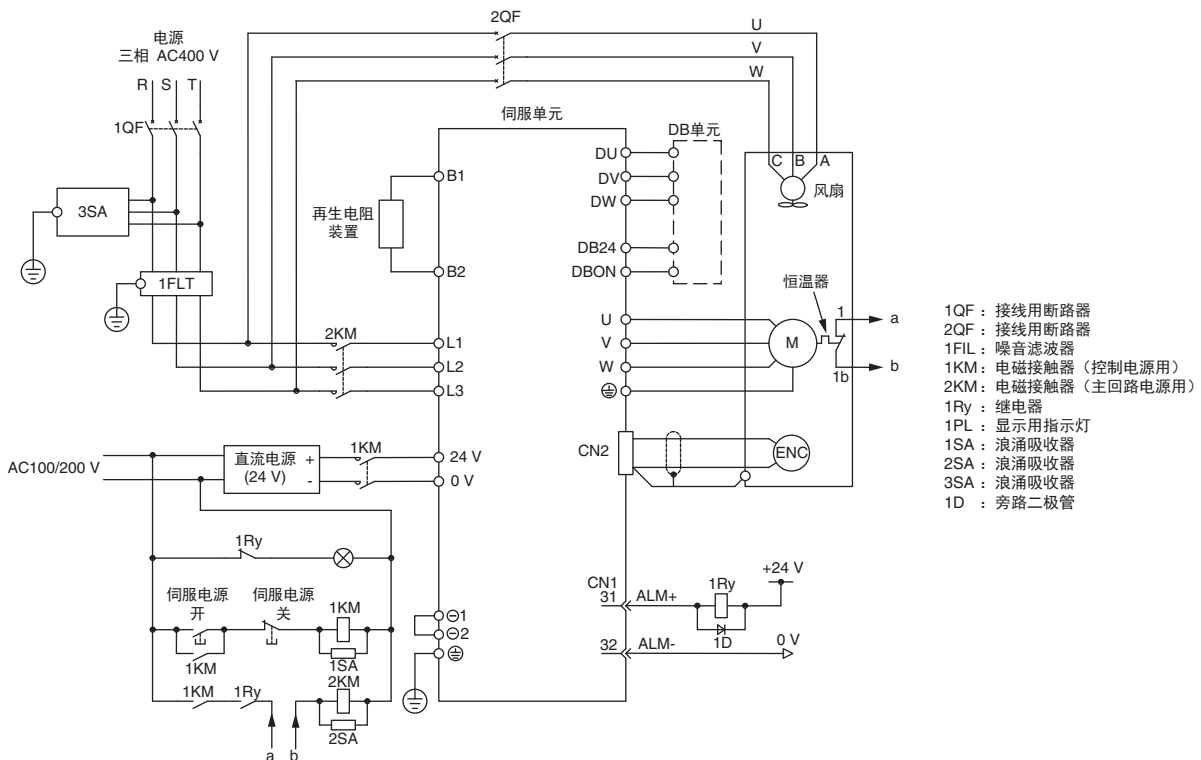 电源
三相 AC400 V
R S T
1QF
3SA
1FLT
2QF
U
V
W
伺服单元
DB单元
B1
再生电阻
装置
B2
DU
DV
DW
DB24
DBON
C B A
风扇
恒温器
2KM
L1
L2
L3
U
V
W
M
1
a
1b
b
AC100/200 V
直流电源
(24 V)
+
-
1KM
24 V
0 V
CN2
ENC
1Ry
伺服电源
开
伺服电源
关
1KM
1KM
1SA
2KM
1KM
1Ry
2SA
a
b
1
2
CN1
31
ALM+
1Ry
+24 V
1D
32
ALM-
0 V
1QF：接线用断路器
2QF：接线用断路器
1FIL：噪音滤波器
1KM：电磁接触器（控制电源用）
2KM：电磁接触器（主回路电源用）
1Ry：继电器
1PL：显示用指示灯
1SA：浪涌吸收器
2SA：浪涌吸收器
3SA：浪涌吸收器
1D：旁路二极管